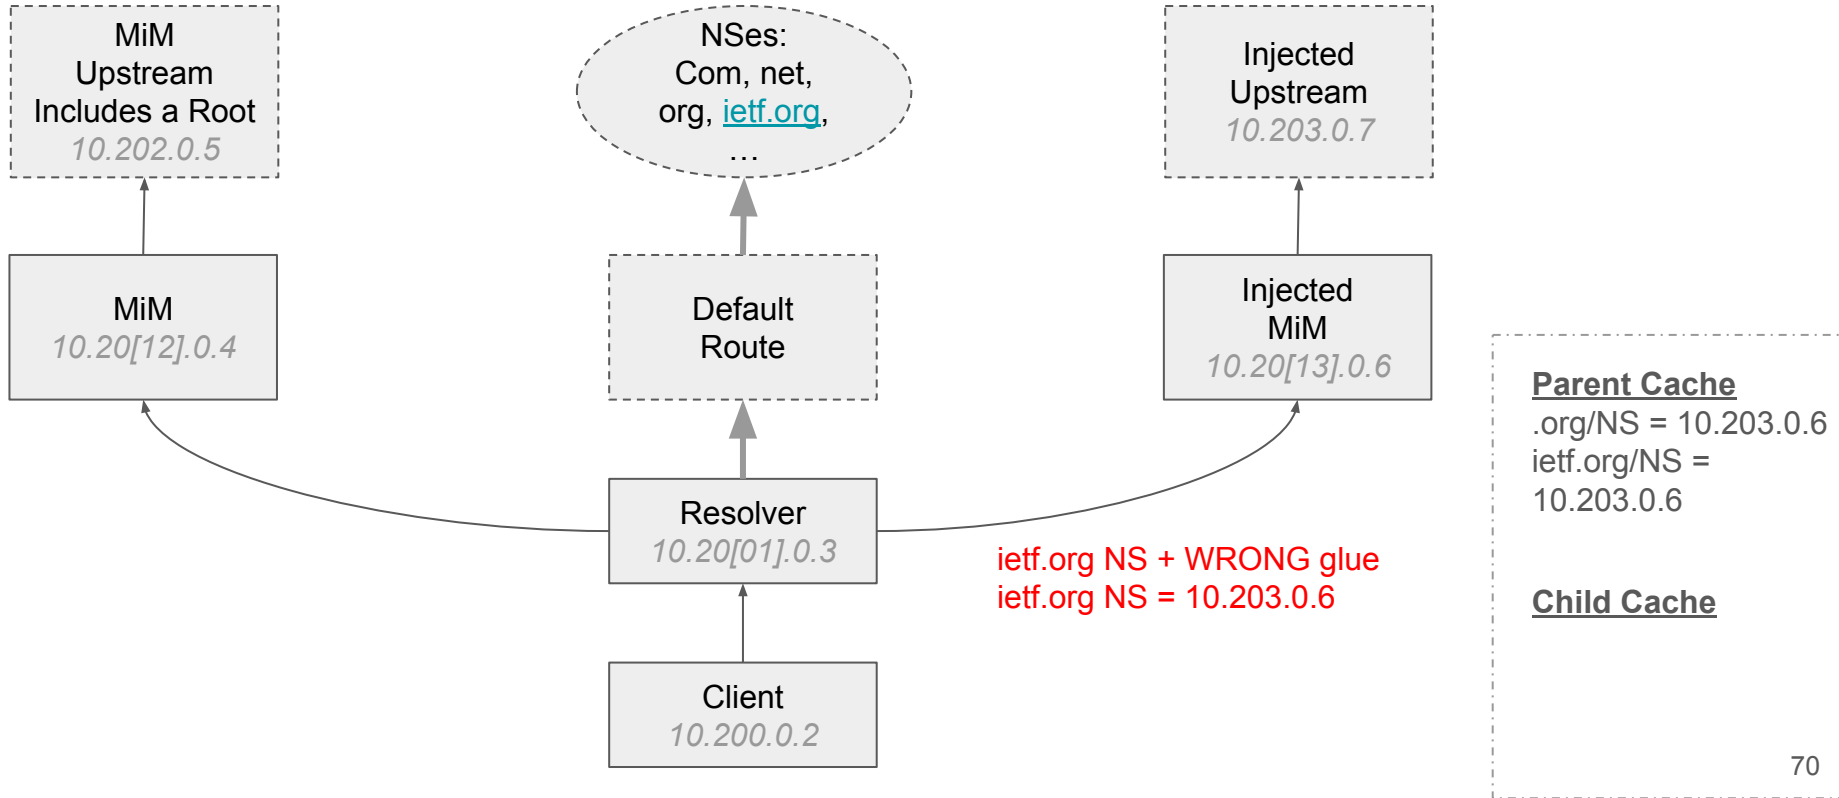 MiM
Upstream
Includes a Root
10.202.0.5
NSes:
Com, net,
org, ietf.org,
...
Injected
Upstream
10.203.0.7
MiM
10.20[12].0.4
Default
Route
Injected
MiM
10.20[13].0.6
Resolver
10.20[01].0.3
ietf.org NS + WRONG glue
ietf.org NS = 10.203.0.6
Client
10.200.0.2
Parent Cache
.org/NS = 10.203.0.6
ietf.org/NS =
10.203.0.6
Child Cache
70